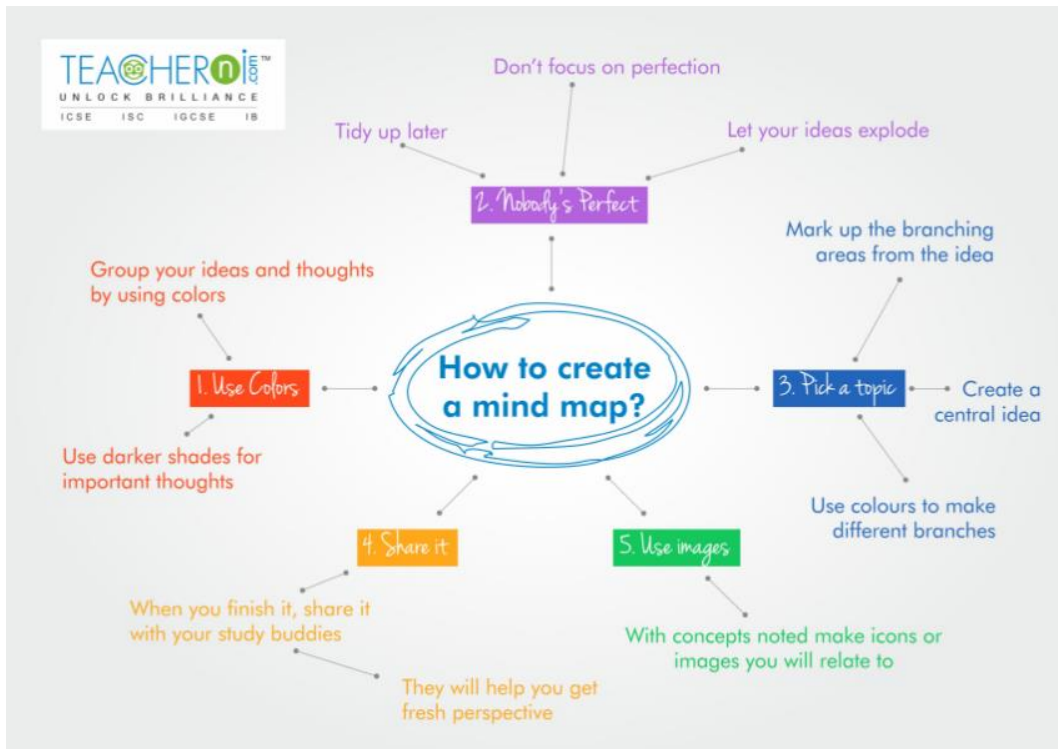 TEACHERni.com™
UNLOCK BRILLIANCE
ICSE ISC IGCSE IB
Don't focus on perfection
Tidy up later
Let your ideas explode
2. Nobody's Perfect
Mark up the branching
areas from the idea
Group your ideas and thoughts
by using colors
How to create
a mind map?
1. Use Colors
3. Pick a topic
Create a
central idea
Use darker shades for
important thoughts
Use colours to make
different branches
4. Share it
5. Use images
When you finish it, share it
with your study buddies
With concepts noted make icons or
images you will relate to
They will help you get
fresh perspective